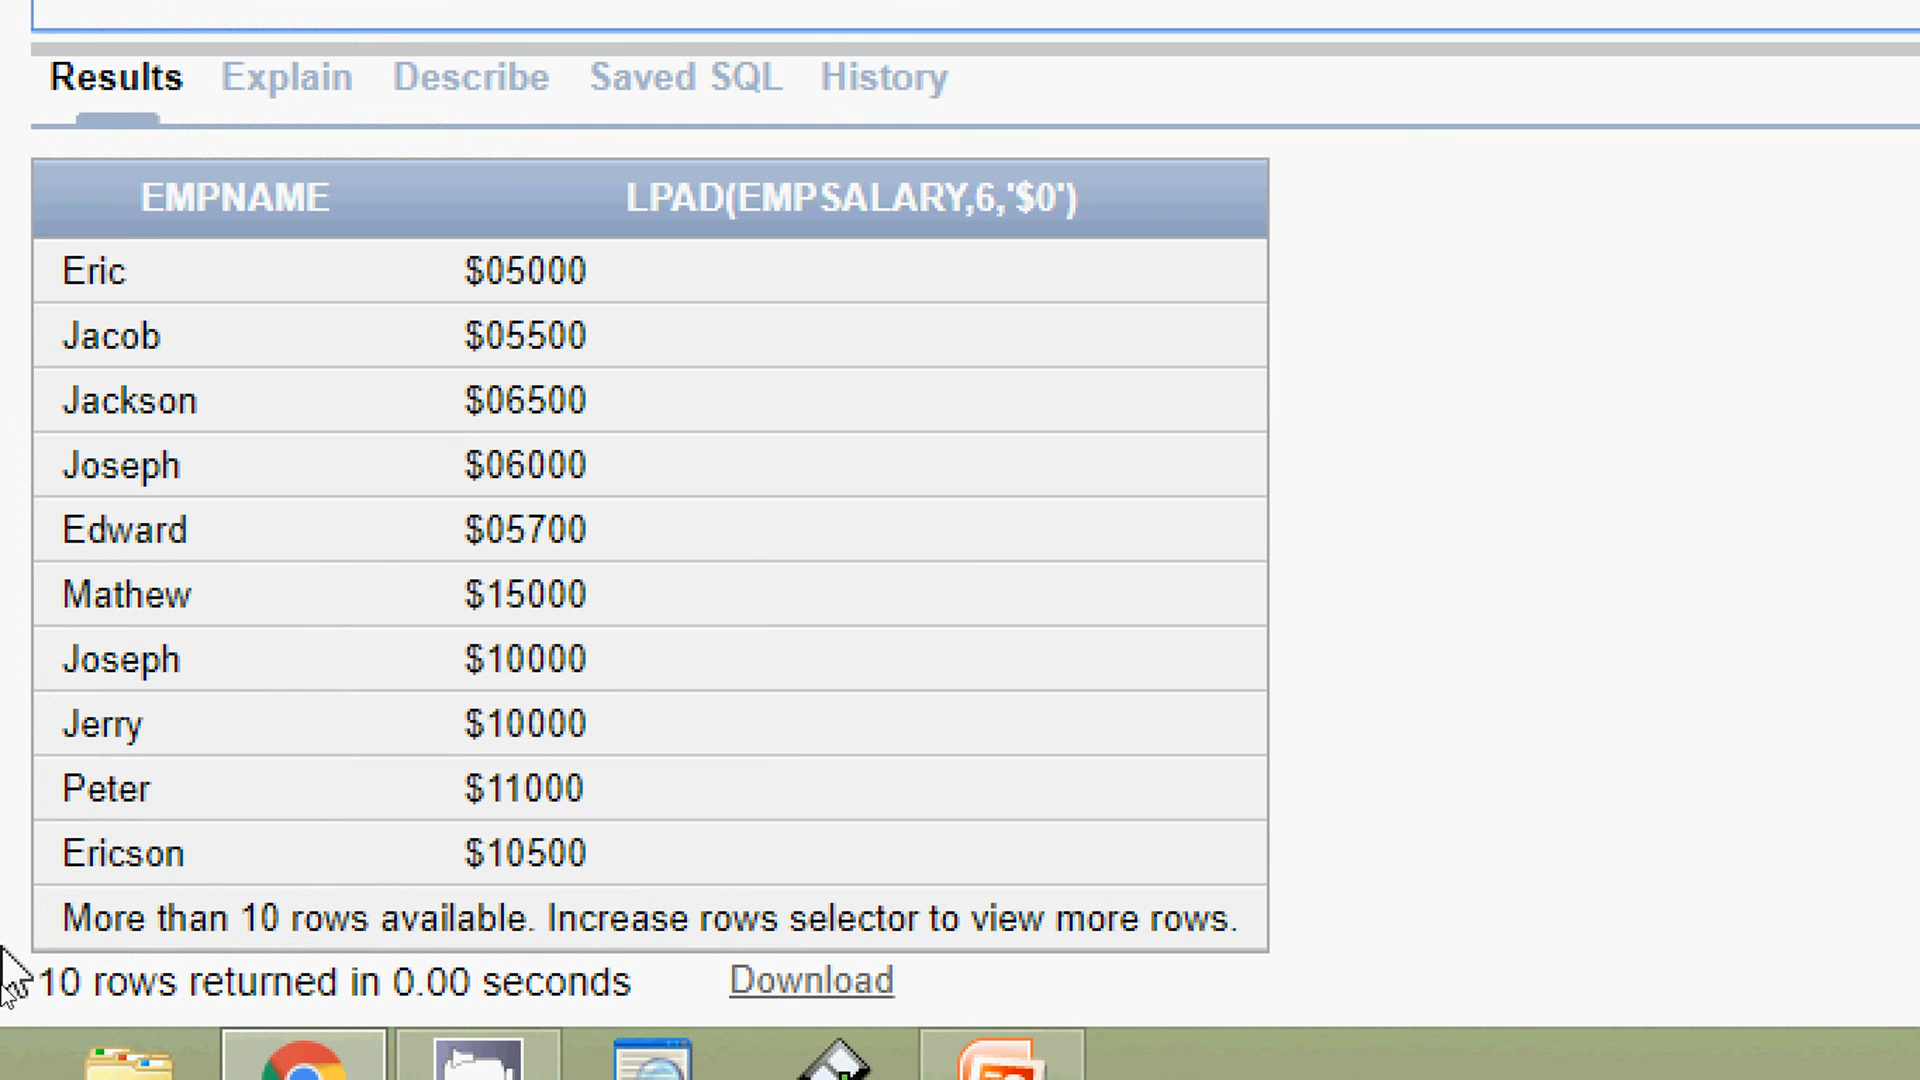 Results Explain Describe Saved SQL History
EMPNAME LPAD(EMPSALARY,6,'$0')
Eric $05000
Jacob $05500
Jackson $06500
Joseph $06000
Edward $05700
Mathew $15000
Joseph $10000
Jerry $10000
Peter $11000
Ericson $10500
More than 10 rows available. Increase rows selector to view more rows.
10 rows returned in 0.00 seconds Download